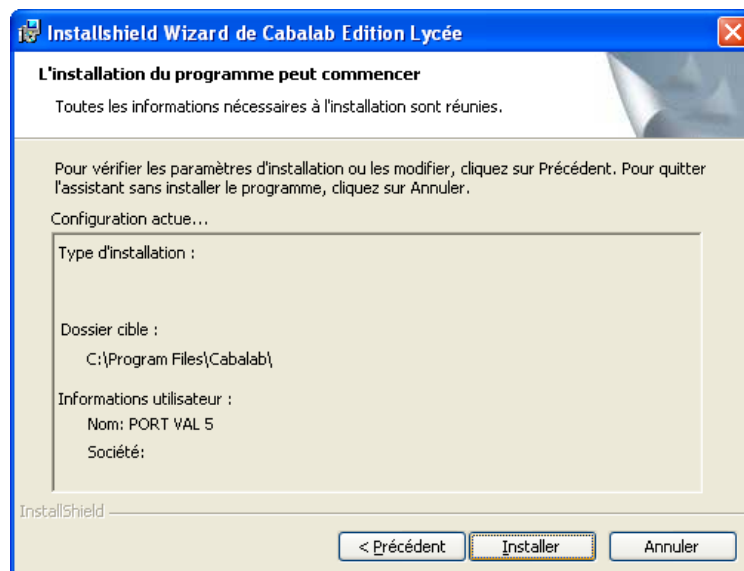 Installshield Wizard de Cabalab Edition Lycée
L'installation du programme peut commencer
Toutes les informations nécessaires à l'installation sont réunies.
Pour vérifier les paramètres d'installation ou les modifier, cliquez sur Précédent. Pour quitter
l'assistant sans installer le programme, cliquez sur Annuler.
Configuration actue...
Type d'installation :
Dossier cible :
C:\Program Files\Cabalab\
Informations utilisateur :
Nom: PORT VAL 5
Société:
InstallShield
< Précédent
Installer
Annuler